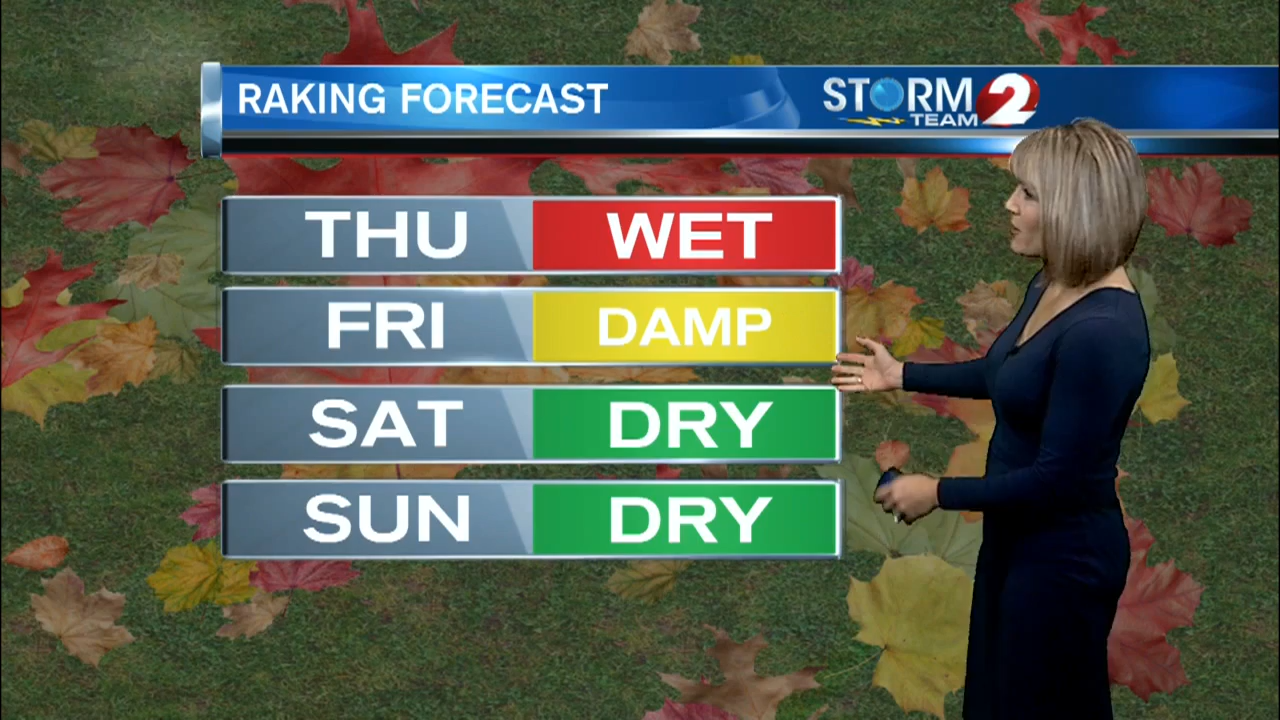 RAKING FORECAST
STORM
TEAM 2
THU WET
FRI DAMP
SAT DRY
SUN DRY